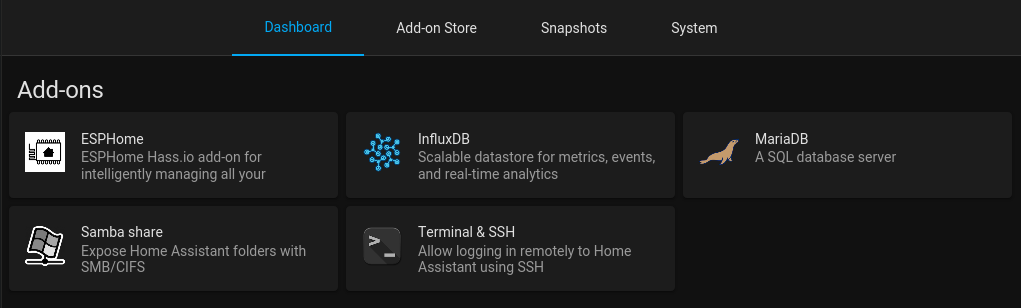 Dashboard
Add-on Store
Snapshots
System
Add-ons
ESPHome
ESPHome Hass.io add-on for
intelligently managing all your
InfluxDB
Scalable datastore for metrics, events,
and real-time analytics
MariaDB
A SQL database server
Samba share
Expose Home Assistant folders with
SMB/CIFS
Terminal & SSH
Allow logging in remotely to Home
Assistant using SSH